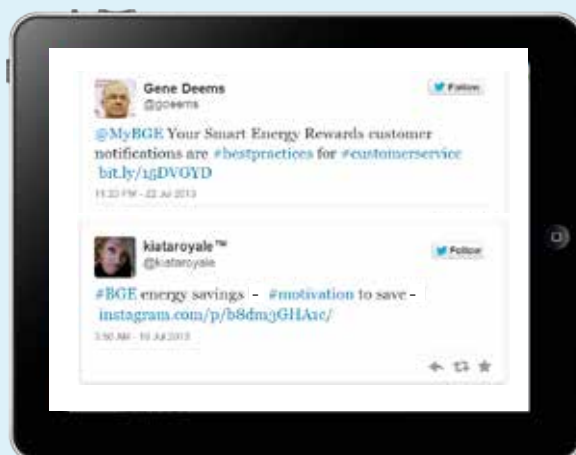 Gene Deems
Follow
@MyBGE Your Smart Energy Rewards customer
notifications are #bestpractices for #customerservice
bit.ly/15DVGYD
kiataroyale™
Follow
@kiataroyale
#BGE energy savings - #motivation to save -
instagram.com/p/b8dm3GHA1c/